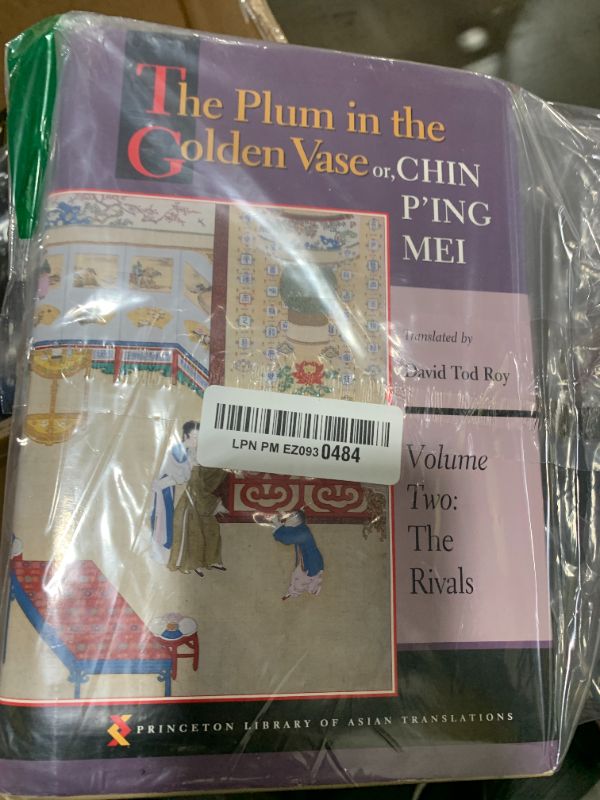 The Plum in the
Golden Vase or, CHIN
P'ING
MEI
Translated by
David Tod Roy
LPN PM EZ093 0484
Volume
Two:
The
Rivals
PRINCETON LIBRARY OF ASIAN TRANSLATIONS